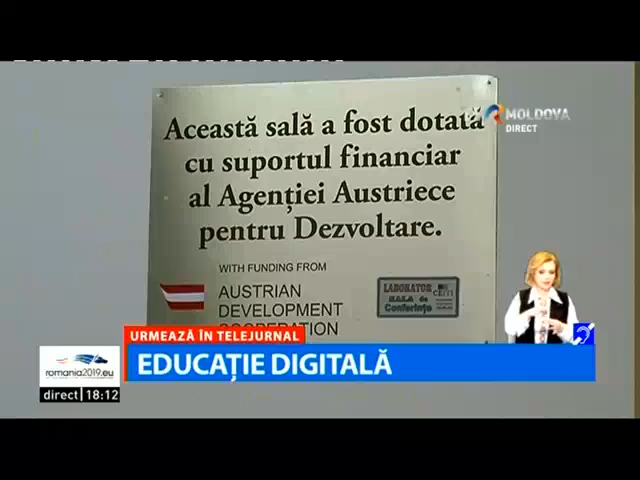 Această sală a fost dotată
cu suportul financiar
al Agenției Austriece
pentru Dezvoltare.
MOLDOVA
DIRECT
WITH FUNDING FROM
AUSTRIAN
DEVELOPMENT
COOPERATION
LABORATOR
SALA de
Conferințe
URMEAZĂ ÎN TELEJURNAL
EDUCAȚIE DIGITALĂ
romania2019.eu
direct 18:12